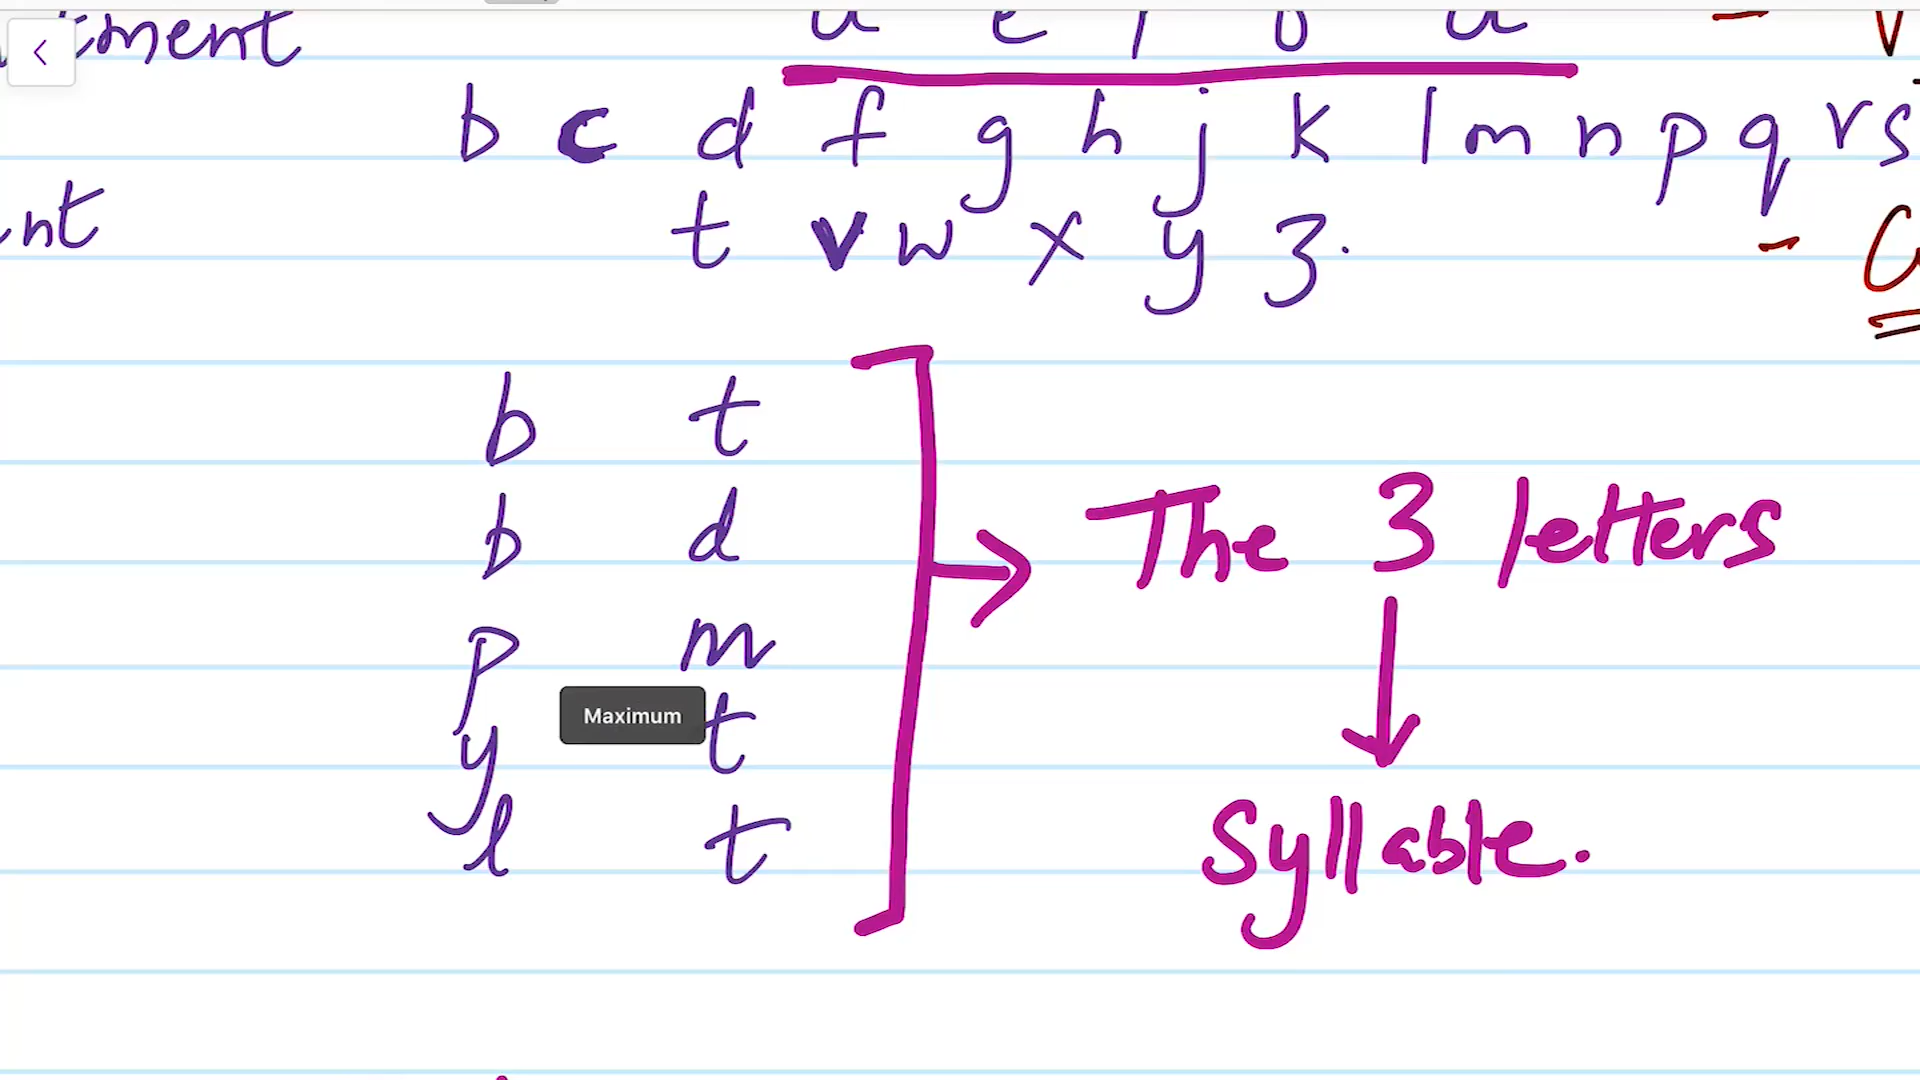 a e i o u - V
b c d f g h j k l m n p q r s
t v w x y z. - C
b t
b d The 3 letters
p m
Maximum
y t
l t Syllable.